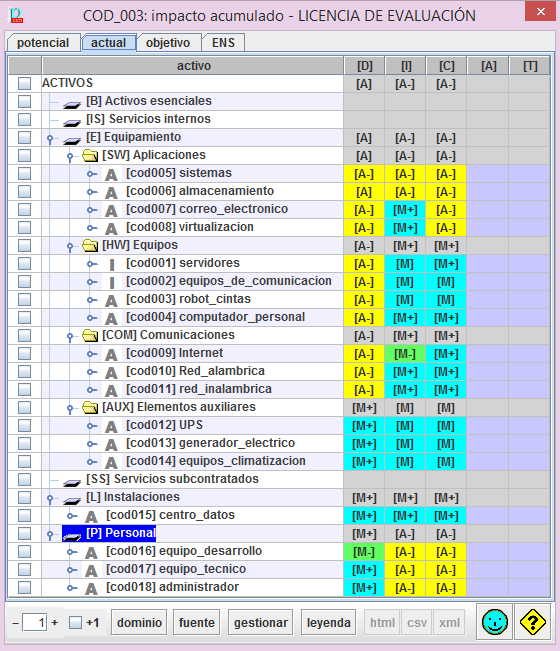 COD_003: impacto acumulado - LICENCIA DE EVALUACIÓN
potencial actual objetivo ENS
activo [D] [I] [C] [A] [T]
ACTIVOS [A] [A-] [A-]
[B] Activos esenciales
[IS] Servicios internos
[E] Equipamiento [A] [A-] [A-]
[SW] Aplicaciones [A] [A-] [A-]
[cod005] sistemas [A-] [A-] [A-]
[cod006] almacenamiento [A] [A-] [A-]
[cod007] correo_electronico [A-] [M+] [A-]
[cod008] virtualizacion [A-] [M+] [A-]
[HW] Equipos [A-] [M+] [M+]
[cod001] servidores [A-] [M] [M+]
[cod002] equipos_de_comunicacion [A-] [M] [M]
[cod003] robot_cintas [A-] [M] [M]
[cod004] computador_personal [A-] [M+] [M+]
[COM] Comunicaciones [A-] [M+] [M+]
[cod009] Internet [A-] [M-] [M+]
[cod010] Red_alambrica [A-] [M+] [M+]
[cod011] red_inalambrica [A-] [M+] [M+]
[AUX] Elementos auxiliares [M+] [M] [M]
[cod012] UPS [M+] [M] [M]
[cod013] generador_electrico [M+] [M] [M]
[cod014] equipos_climatizacion [M+] [M] [M]
[SS] Servicios subcontratados
[L] Instalaciones [M+] [M+] [M+]
[cod015] centro_datos [M+] [M+] [M+]
[P] Personal [M+] [A-] [A-]
[cod016] equipo_desarrollo [M-] [A-] [A-]
[cod017] equipo_tecnico [M+] [A-] [A-]
[cod018] administrador [M+] [A-] [A-]
− 1 + +1 dominio fuente gestionar leyenda html csv xml ?